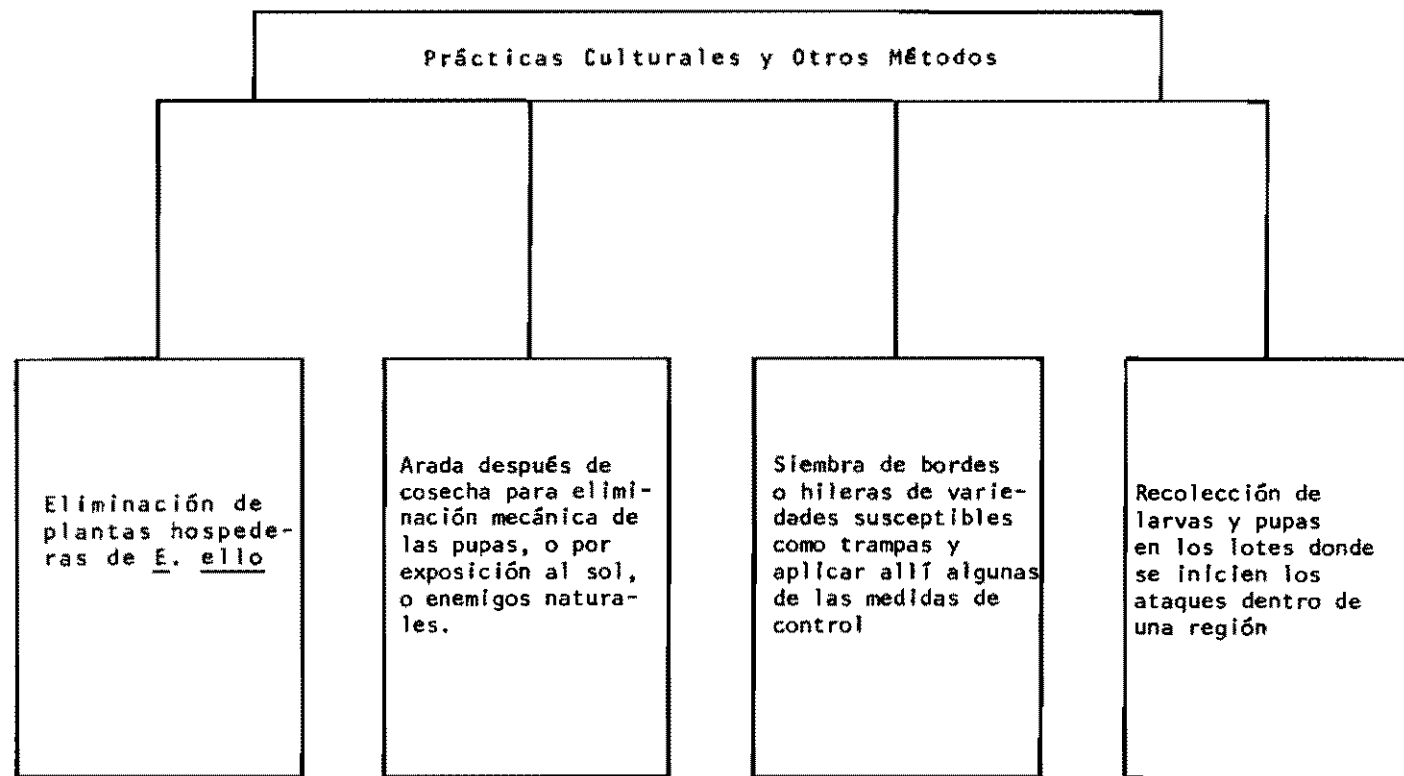 Prácticas Culturales y Otros Métodos
Eliminación de
plantas hospede-
ras de E. ello
Arada después de
cosecha para elimi-
nación mecánica de
las pupas, o por
exposición al sol,
o enemigos natura-
les.
Siembra de bordes
o hileras de varie-
dades susceptibles
como trampas y
aplicar allí algunas
de las medidas de
control
Recolección de
larvas y pupas
en los lotes donde
se inicien los
ataques dentro de
una región